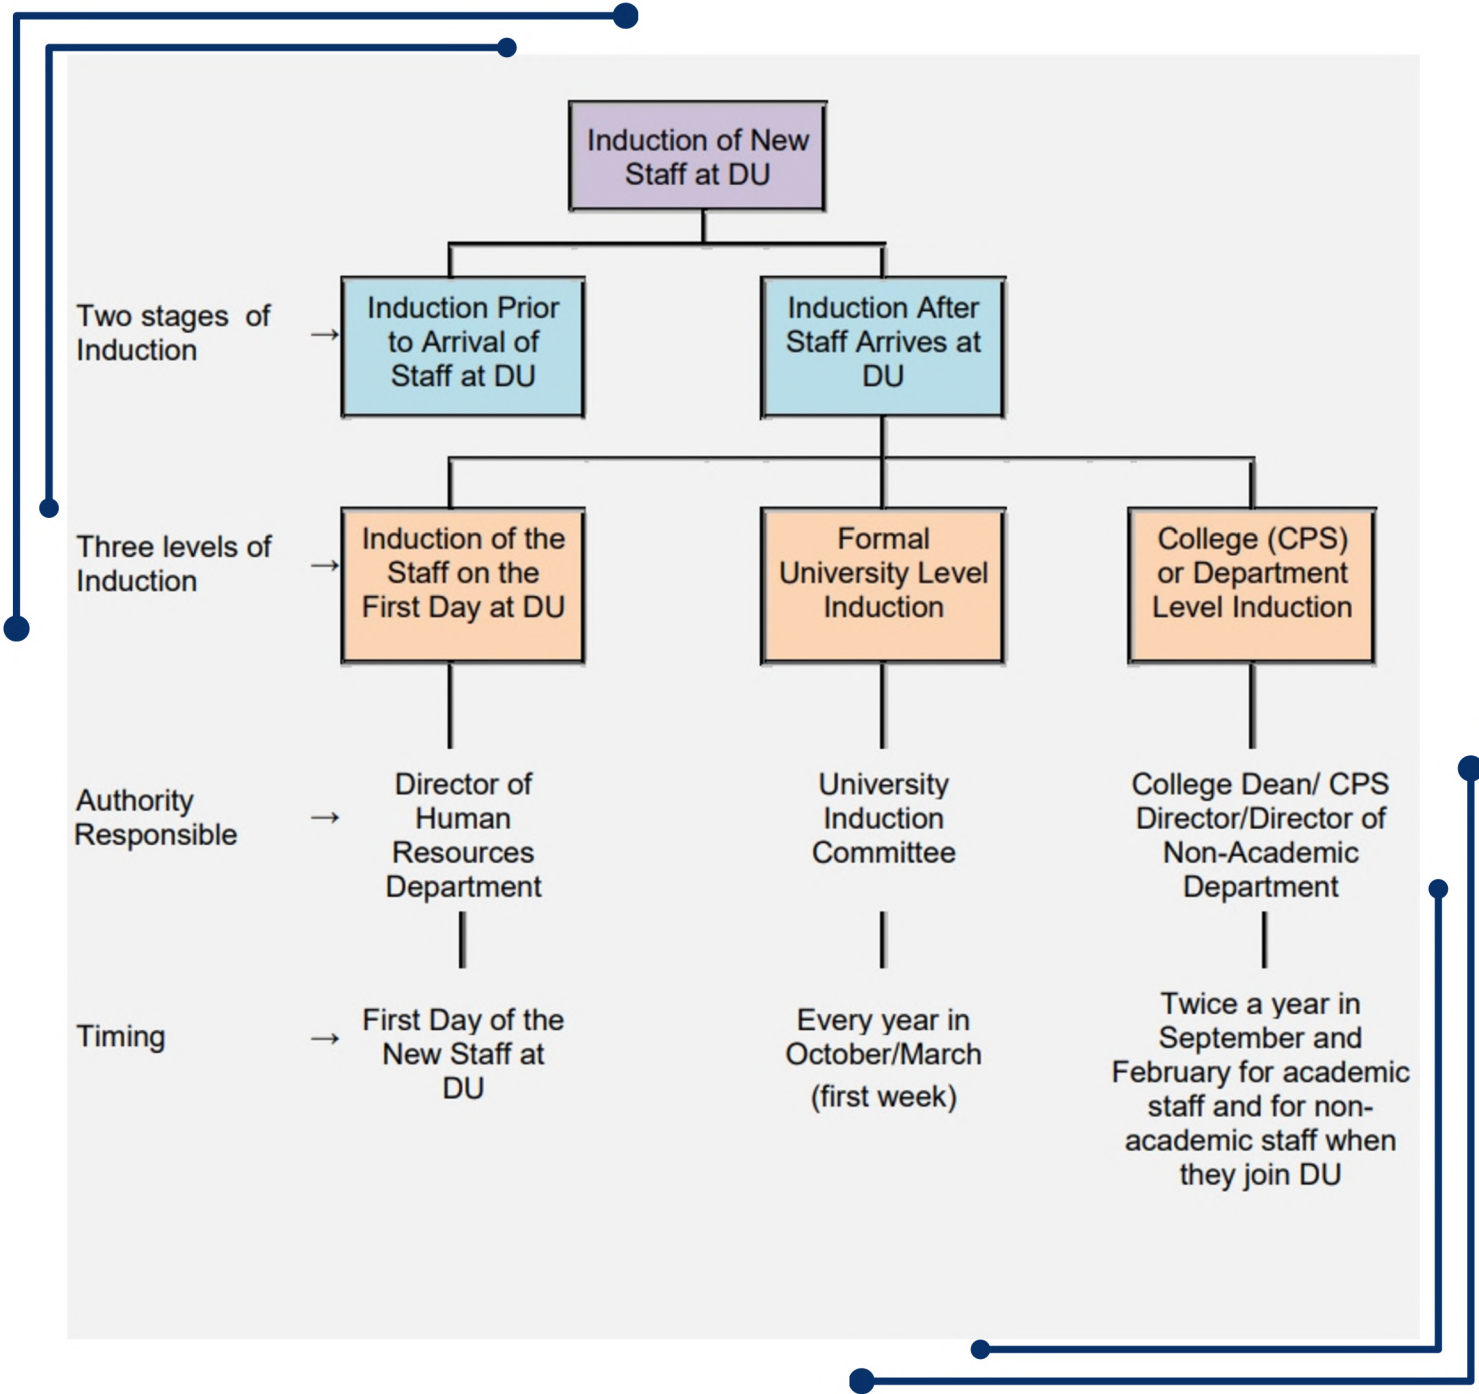 Induction of New
Staff at DU
Two stages of
Induction
→
Induction Prior
to Arrival of
Staff at DU
Induction After
Staff Arrives at
DU
Three levels of
Induction
→
Induction of the
Staff on the
First Day at DU
Formal
University Level
Induction
College (CPS)
or Department
Level Induction
Authority
Responsible
→
Director of
Human
Resources
Department
University
Induction
Committee
College Dean/ CPS
Director/Director of
Non-Academic
Department
Timing
→
First Day of the
New Staff at
DU
Every year in
October/March
(first week)
Twice a year in
September and
February for academic
staff and for non-
academic staff when
they join DU